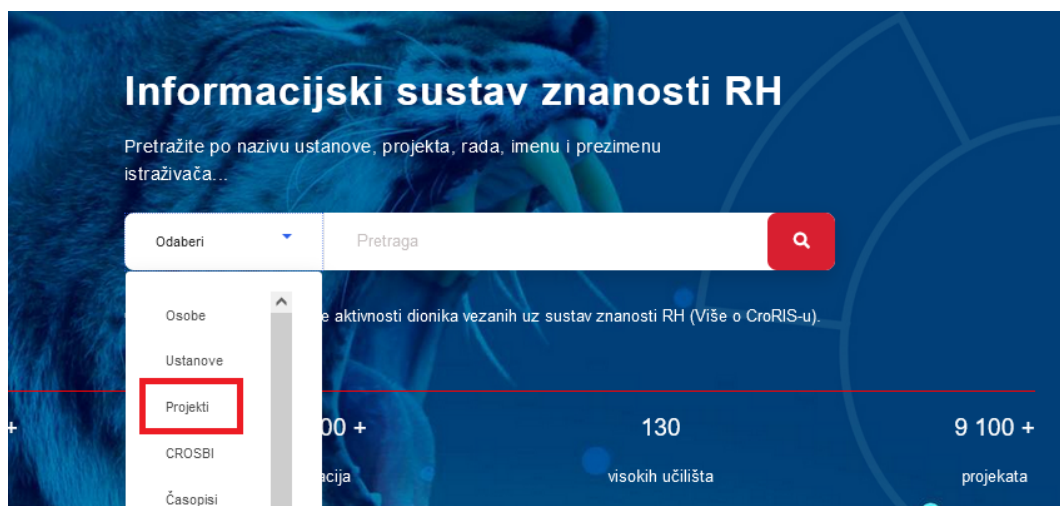 Informacijski sustav znanosti RH
Pretražite po nazivu ustanove, projekta, rada, imenu i prezimenu
istraživača...
Odaberi
Pretraga
Osobe
e aktivnosti dionika vezanih uz sustav znanosti RH (Više o CroRIS-u).
Ustanove
Projekti
+
00 +
130
9 100 +
CROSBI
acija
visokih učilišta
projekata
Časopisi